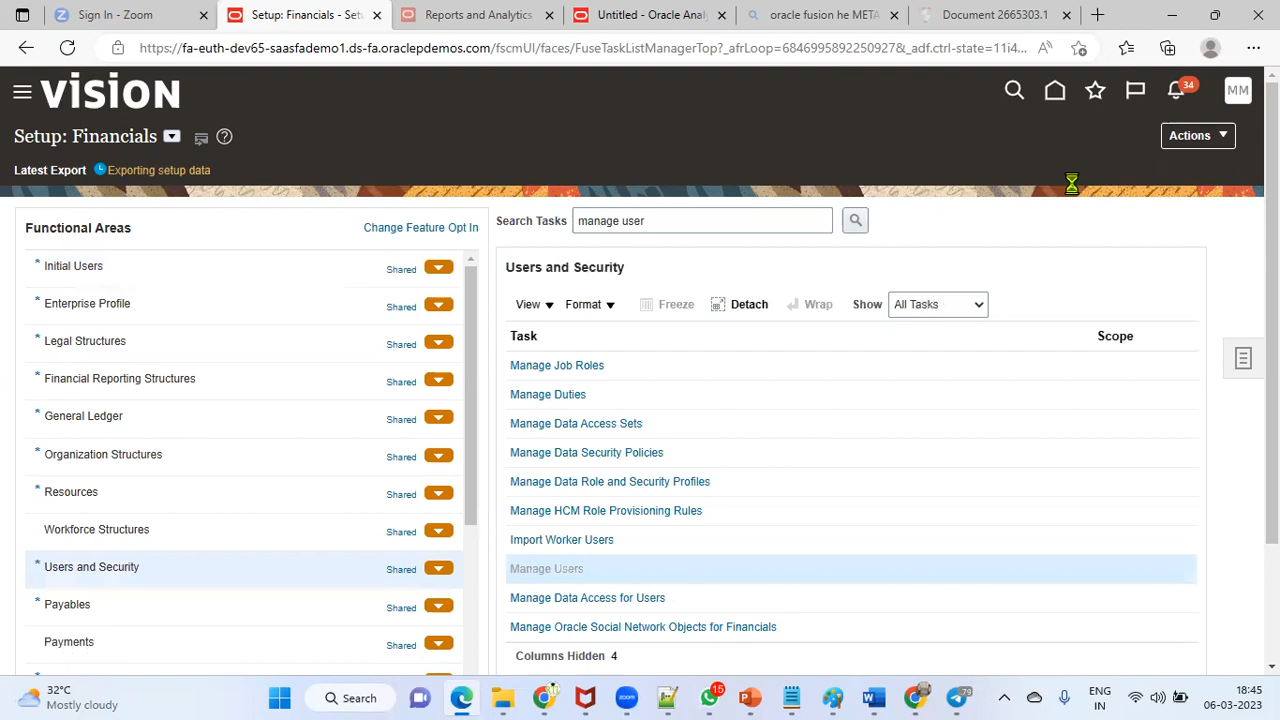 Sign In - Zoom
Setup: Financials - Set
Reports and Analytics
Untitled - Oracle Analy
oracle fusion he META
Document 2665303.1
https://fa-euth-dev65-saasfademo1.ds-fa.oraclepdemos.com/fscmUI/faces/FuseTaskListManagerTop?_afrLoop=6846995892250927&_adf.ctrl-state=11i4...
VISION
34
MM
Setup: Financials
Actions
Latest Export Exporting setup data
Functional Areas
Change Feature Opt In
* Initial Users Shared
* Enterprise Profile Shared
* Legal Structures Shared
* Financial Reporting Structures Shared
* General Ledger Shared
* Organization Structures Shared
* Resources Shared
Workforce Structures Shared
* Users and Security Shared
* Payables Shared
Payments Shared
Search Tasks manage user
Users and Security
View Format Freeze Detach Wrap Show All Tasks
Task Scope
Manage Job Roles
Manage Duties
Manage Data Access Sets
Manage Data Security Policies
Manage Data Role and Security Profiles
Manage HCM Role Provisioning Rules
Import Worker Users
Manage Users
Manage Data Access for Users
Manage Oracle Social Network Objects for Financials
Columns Hidden 4
32°C
Mostly cloudy
Search
15
79
ENG
IN
18:45
06-03-2023